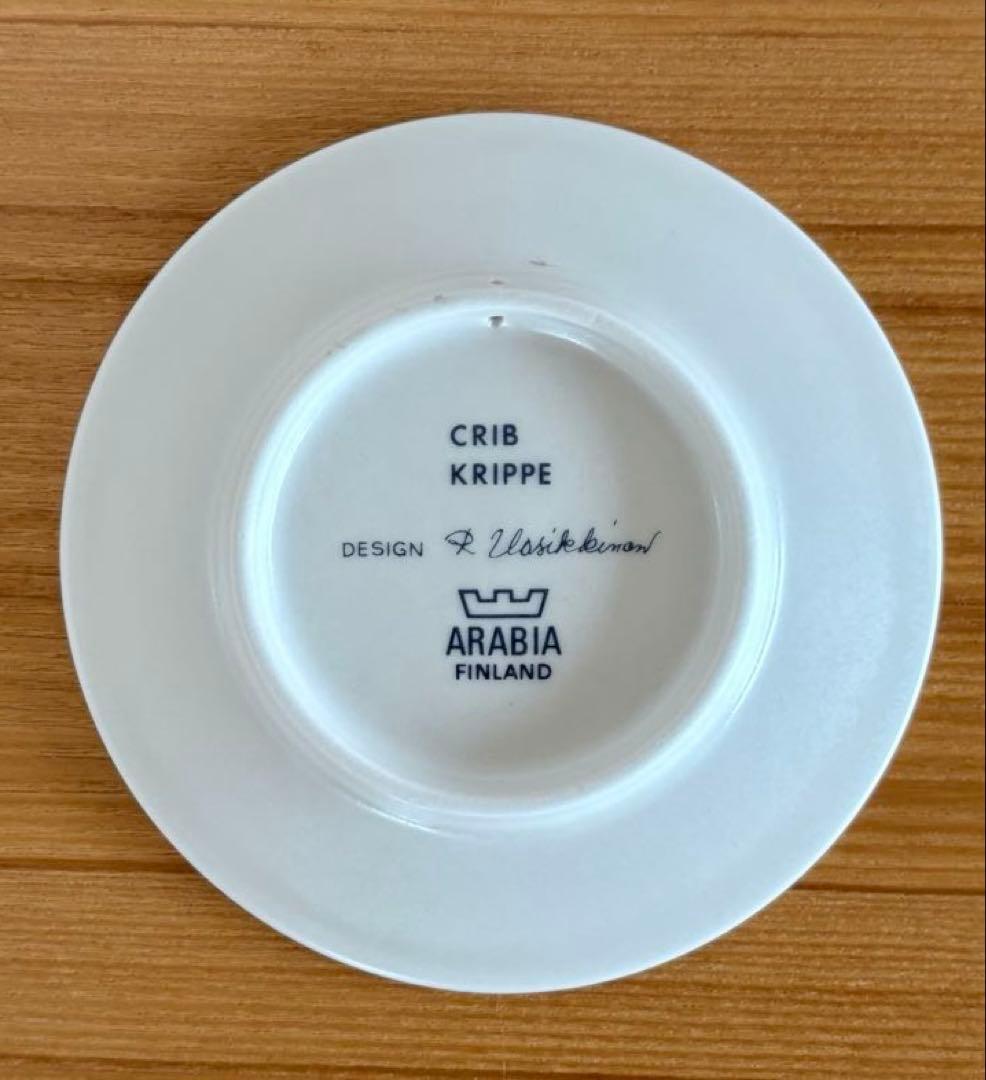 CRIB
KRIPPE
DESIGN R Uosikkinen
ARABIA
FINLAND